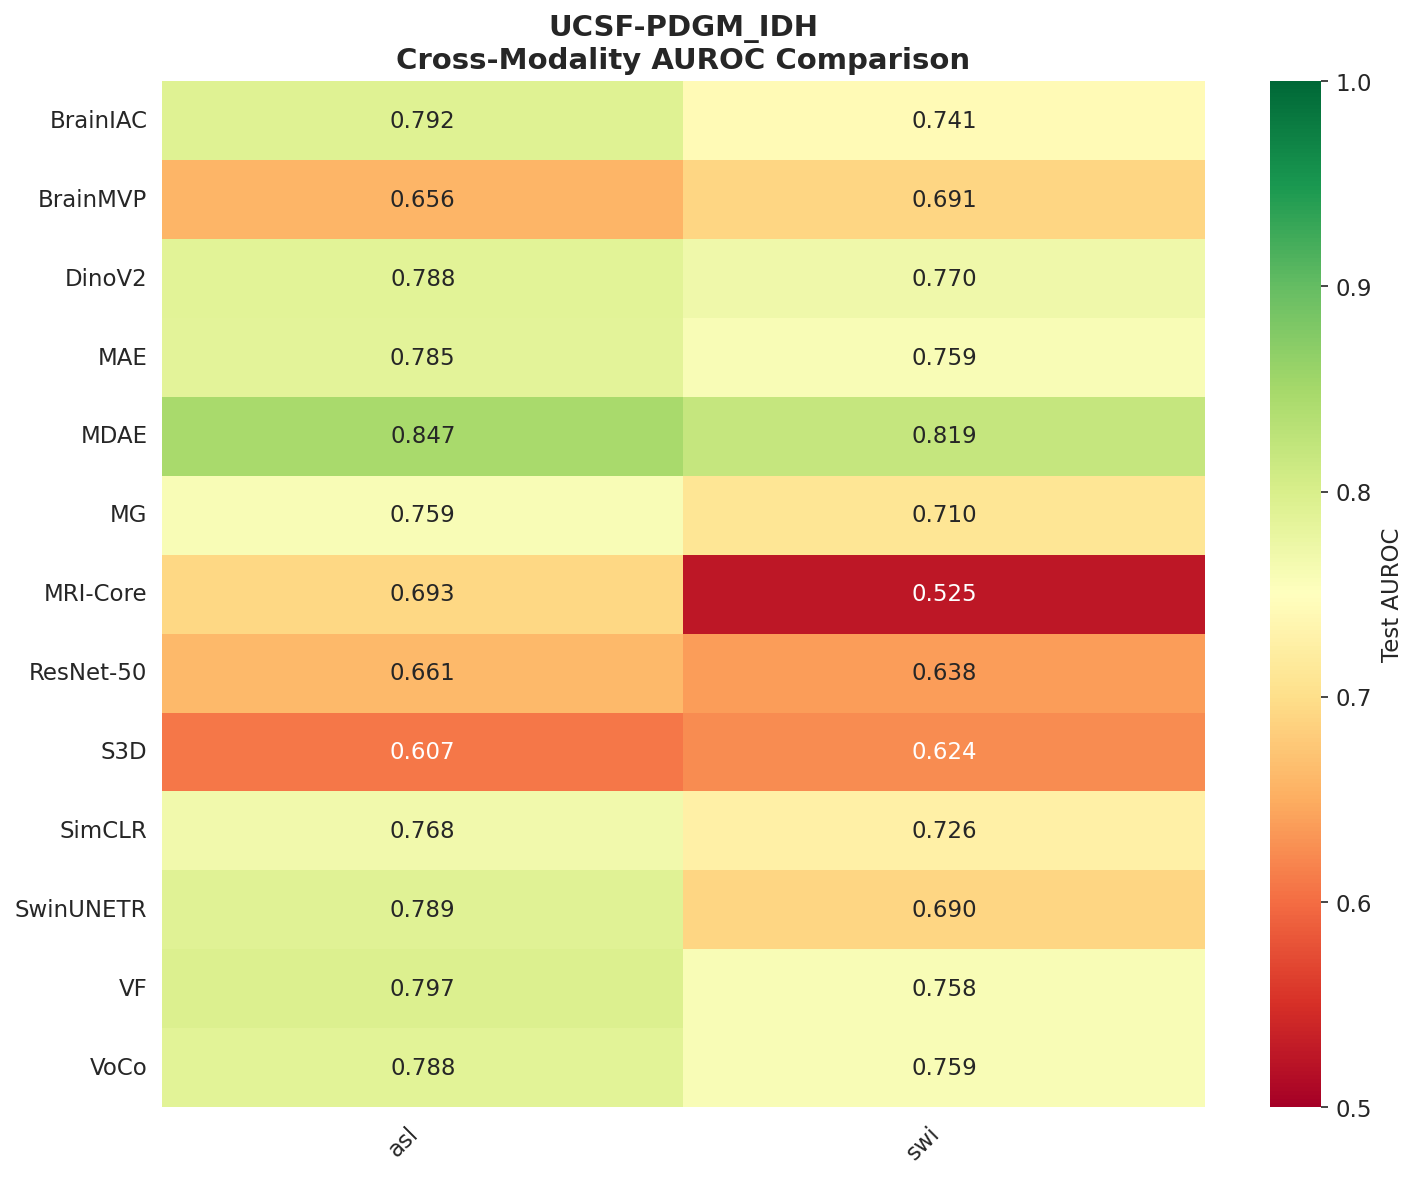 UCSF-PDGM_IDH
Cross-Modality AUROC Comparison
BrainIAC 0.792 0.741
BrainMVP 0.656 0.691
DinoV2 0.788 0.770
MAE 0.785 0.759
MDAE 0.847 0.819
MG 0.759 0.710
MRI-Core 0.693 0.525
ResNet-50 0.661 0.638
S3D 0.607 0.624
SimCLR 0.768 0.726
SwinUNETR 0.789 0.690
VF 0.797 0.758
VoCo 0.788 0.759
asl swi
1.0
0.9
0.8
0.7
0.6
0.5
Test AUROC